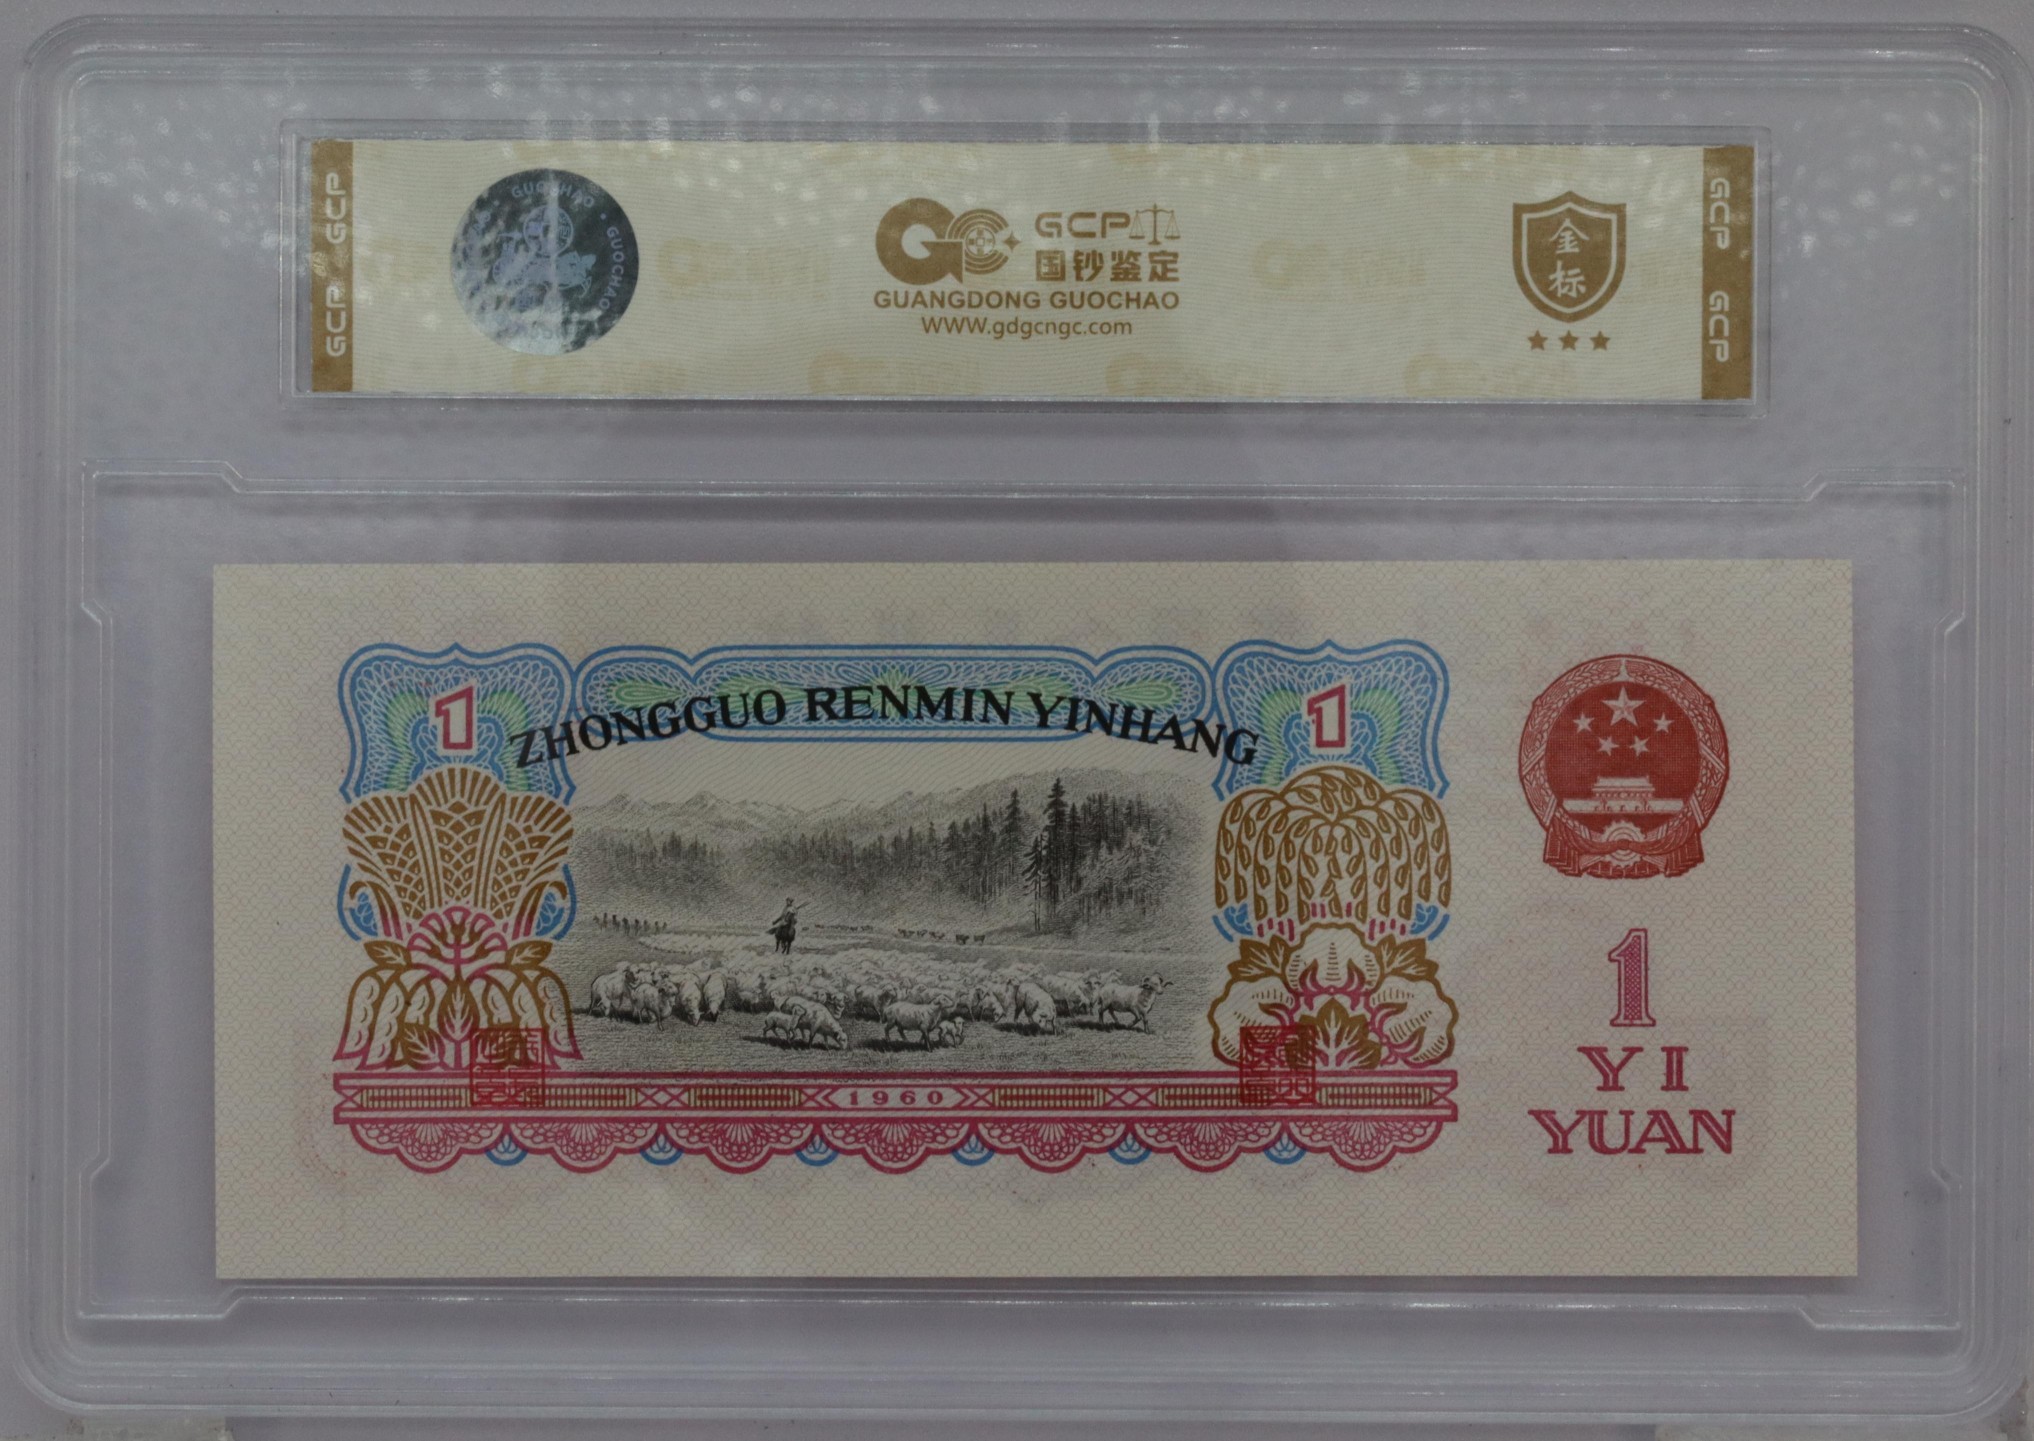 GCP GCP
GUOCHAO · GUOCHAO
GC GCP
国钞鉴定
GUANGDONG GUOCHAO
WWW.gdgcngc.com
金标
GCP GCP
1
ZHONGGUO RENMIN YINHANG
1
1960
1
YI
YUAN